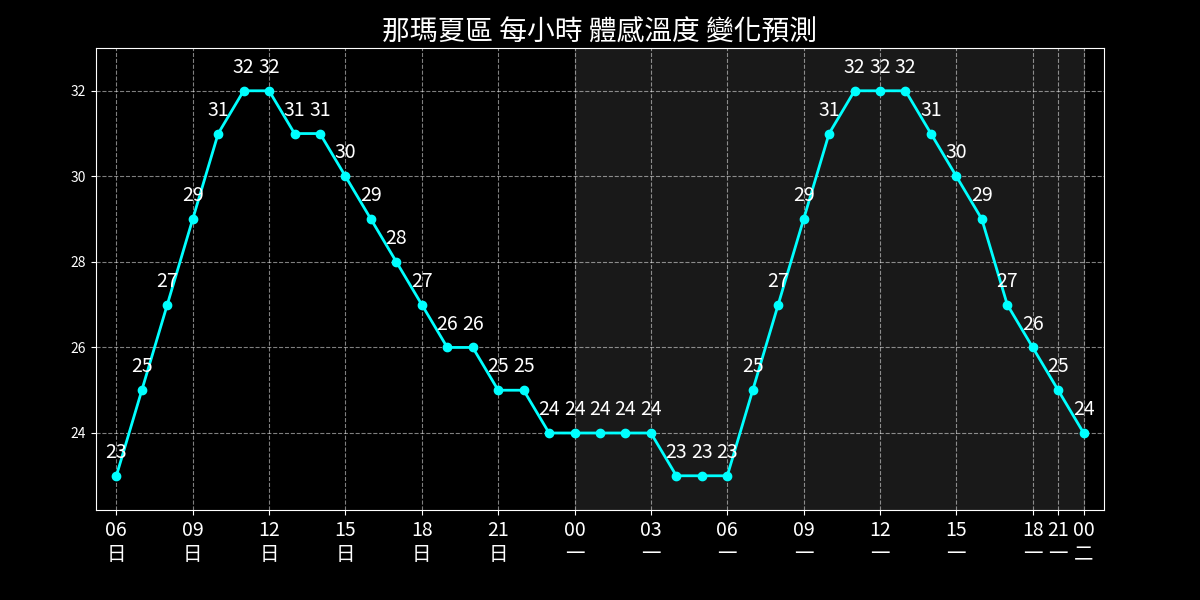 那瑪夏區 每小時 體感溫度 變化預測
32 32 32 32 32
31 31 31 31 31
30 30
29 29 29 29
28
27 27 27 27
26 26 26
25 25 25 25 25
24 24 24 24 24 24
23 23 23 23
32
30
28
26
24
06 09 12 15 18 21 00 03 06 09 12 15 18 21 00
日 日 日 日 日 日 一 一 一 一 一 一 一 一 二